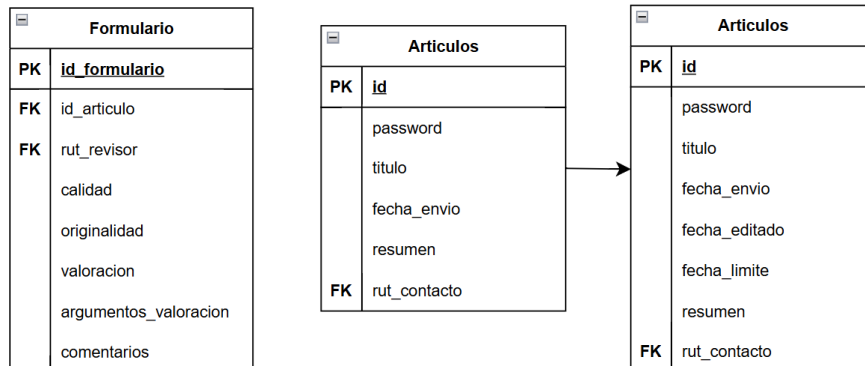 Formulario
PK id_formulario
FK id_articulo
FK rut_revisor
calidad
originalidad
valoracion
argumentos_valoracion
comentarios
Articulos
PK id
password
titulo
fecha_envio
resumen
FK rut_contacto
Articulos
PK id
password
titulo
fecha_envio
fecha_editado
fecha_limite
resumen
FK rut_contacto